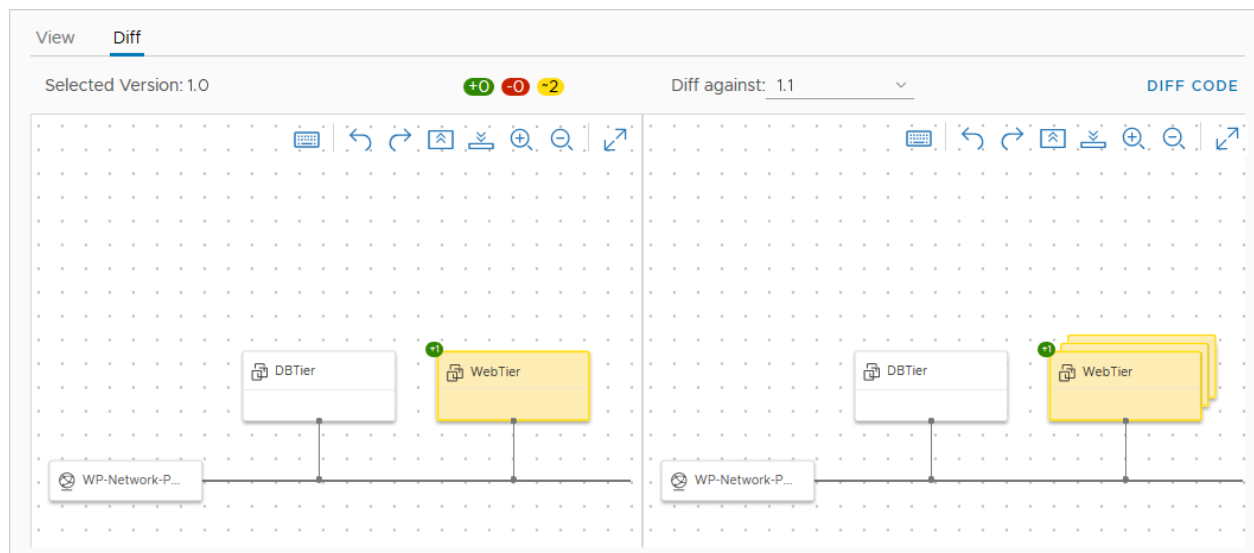 View Diff
Selected Version: 1.0 +0 -0 ~2 Diff against: 1.1 DIFF CODE
+1 +1
DBTier WebTier DBTier WebTier
WP-Network-P... WP-Network-P...